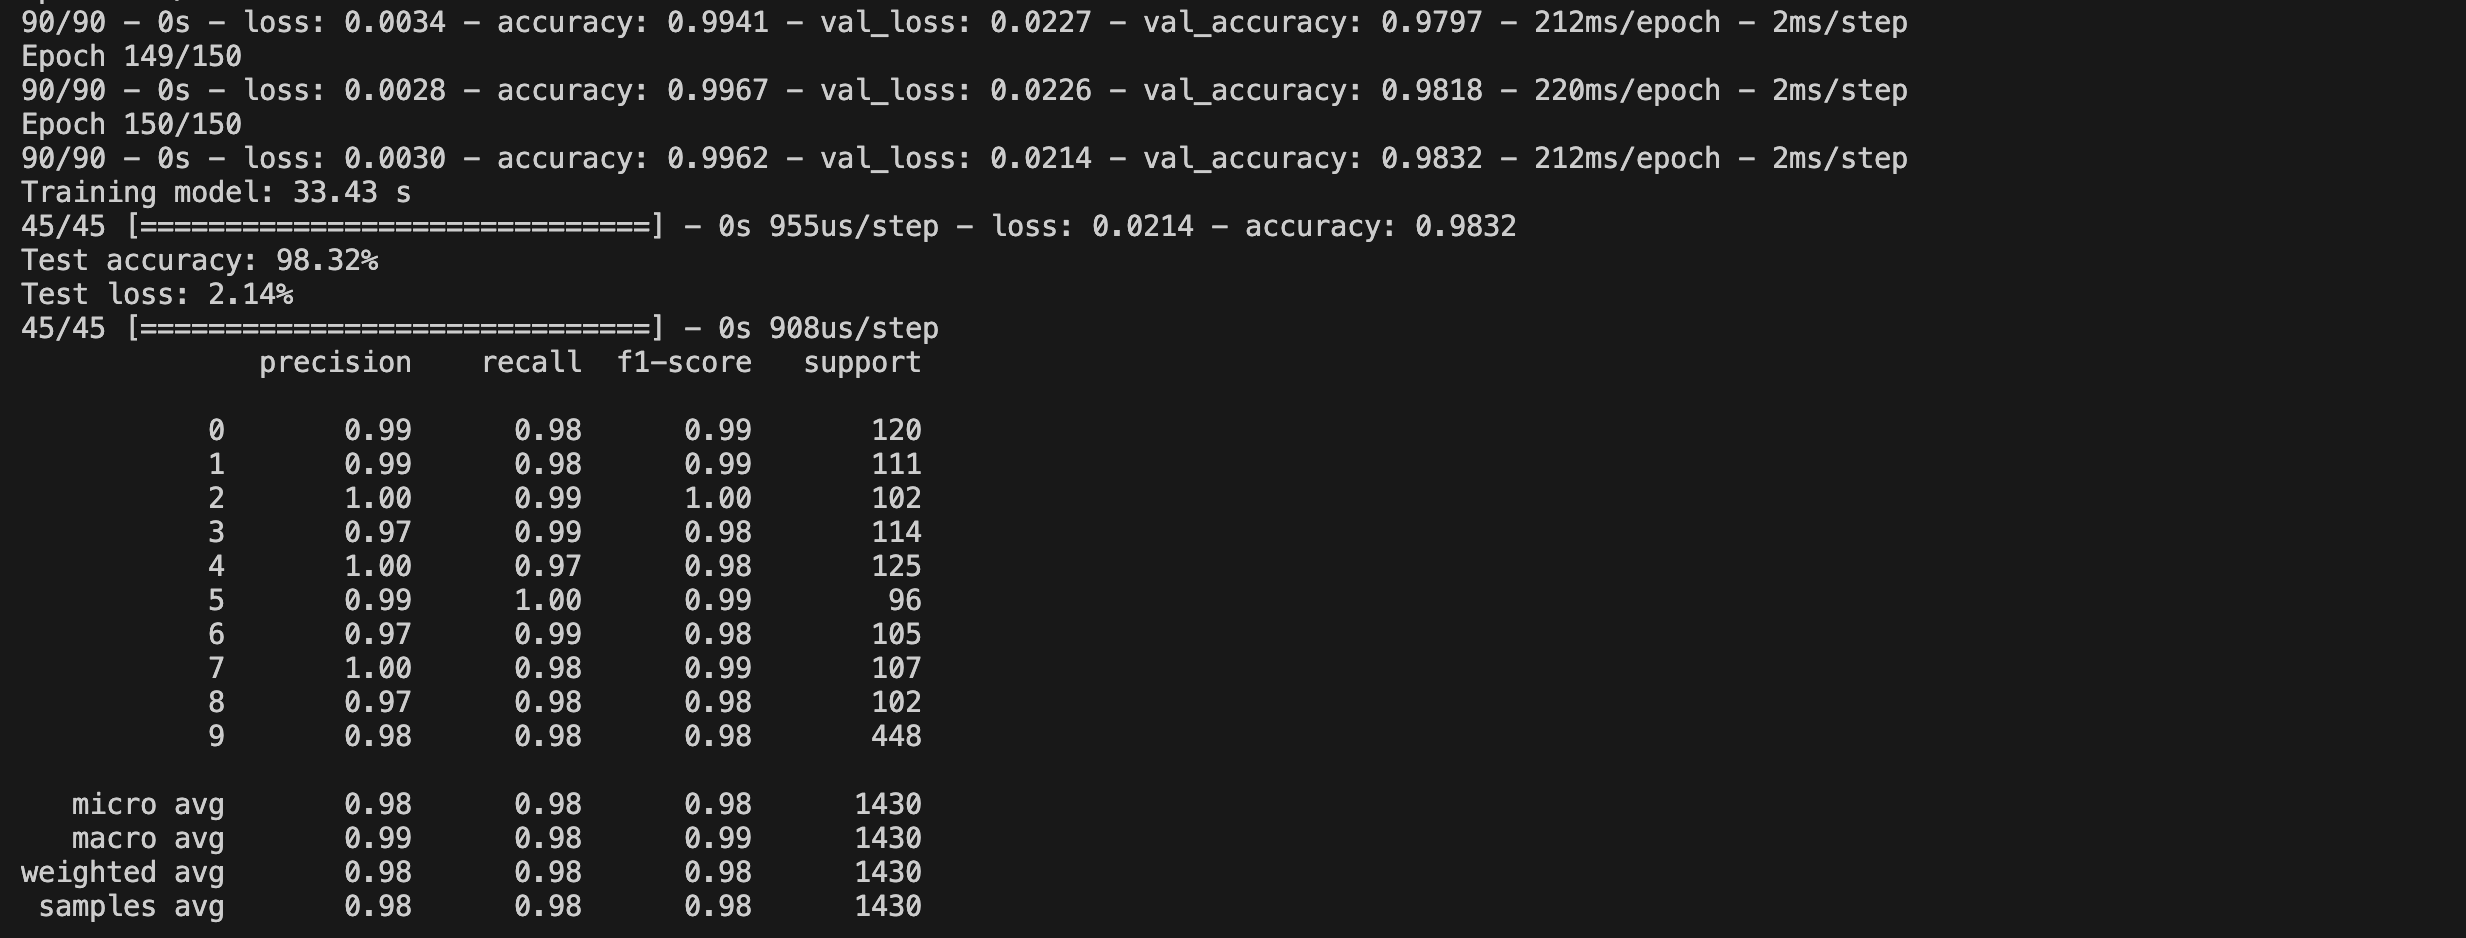 90/90 - 0s - loss: 0.0034 - accuracy: 0.9941 - val_loss: 0.0227 - val_accuracy: 0.9797 - 212ms/epoch - 2ms/step
Epoch 149/150
90/90 - 0s - loss: 0.0028 - accuracy: 0.9967 - val_loss: 0.0226 - val_accuracy: 0.9818 - 220ms/epoch - 2ms/step
Epoch 150/150
90/90 - 0s - loss: 0.0030 - accuracy: 0.9962 - val_loss: 0.0214 - val_accuracy: 0.9832 - 212ms/epoch - 2ms/step
Training model: 33.43 s
45/45 [==============================] - 0s 955us/step - loss: 0.0214 - accuracy: 0.9832
Test accuracy: 98.32%
Test loss: 2.14%
45/45 [==============================] - 0s 908us/step
              precision    recall  f1-score   support

           0       0.99      0.98      0.99       120
           1       0.99      0.98      0.99       111
           2       1.00      0.99      1.00       102
           3       0.97      0.99      0.98       114
           4       1.00      0.97      0.98       125
           5       0.99      1.00      0.99        96
           6       0.97      0.99      0.98       105
           7       1.00      0.98      0.99       107
           8       0.97      0.98      0.98       102
           9       0.98      0.98      0.98       448

   micro avg       0.98      0.98      0.98      1430
   macro avg       0.99      0.98      0.99      1430
weighted avg       0.98      0.98      0.98      1430
 samples avg       0.98      0.98      0.98      1430